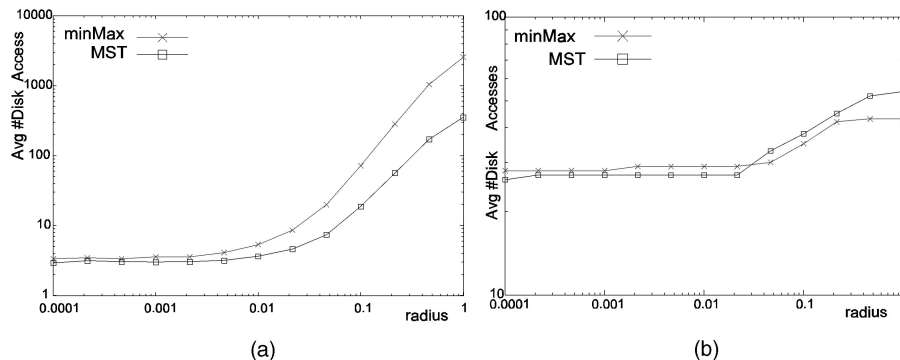 10000
1000
100
10
1
Avg #Disk Access
minMax
MST
0.0001
0.001
0.01
0.1
1
radius
(a)
100
10
Avg #Disk Accesses
minMax
MST
0.0001
0.001
0.01
0.1
radius
(b)